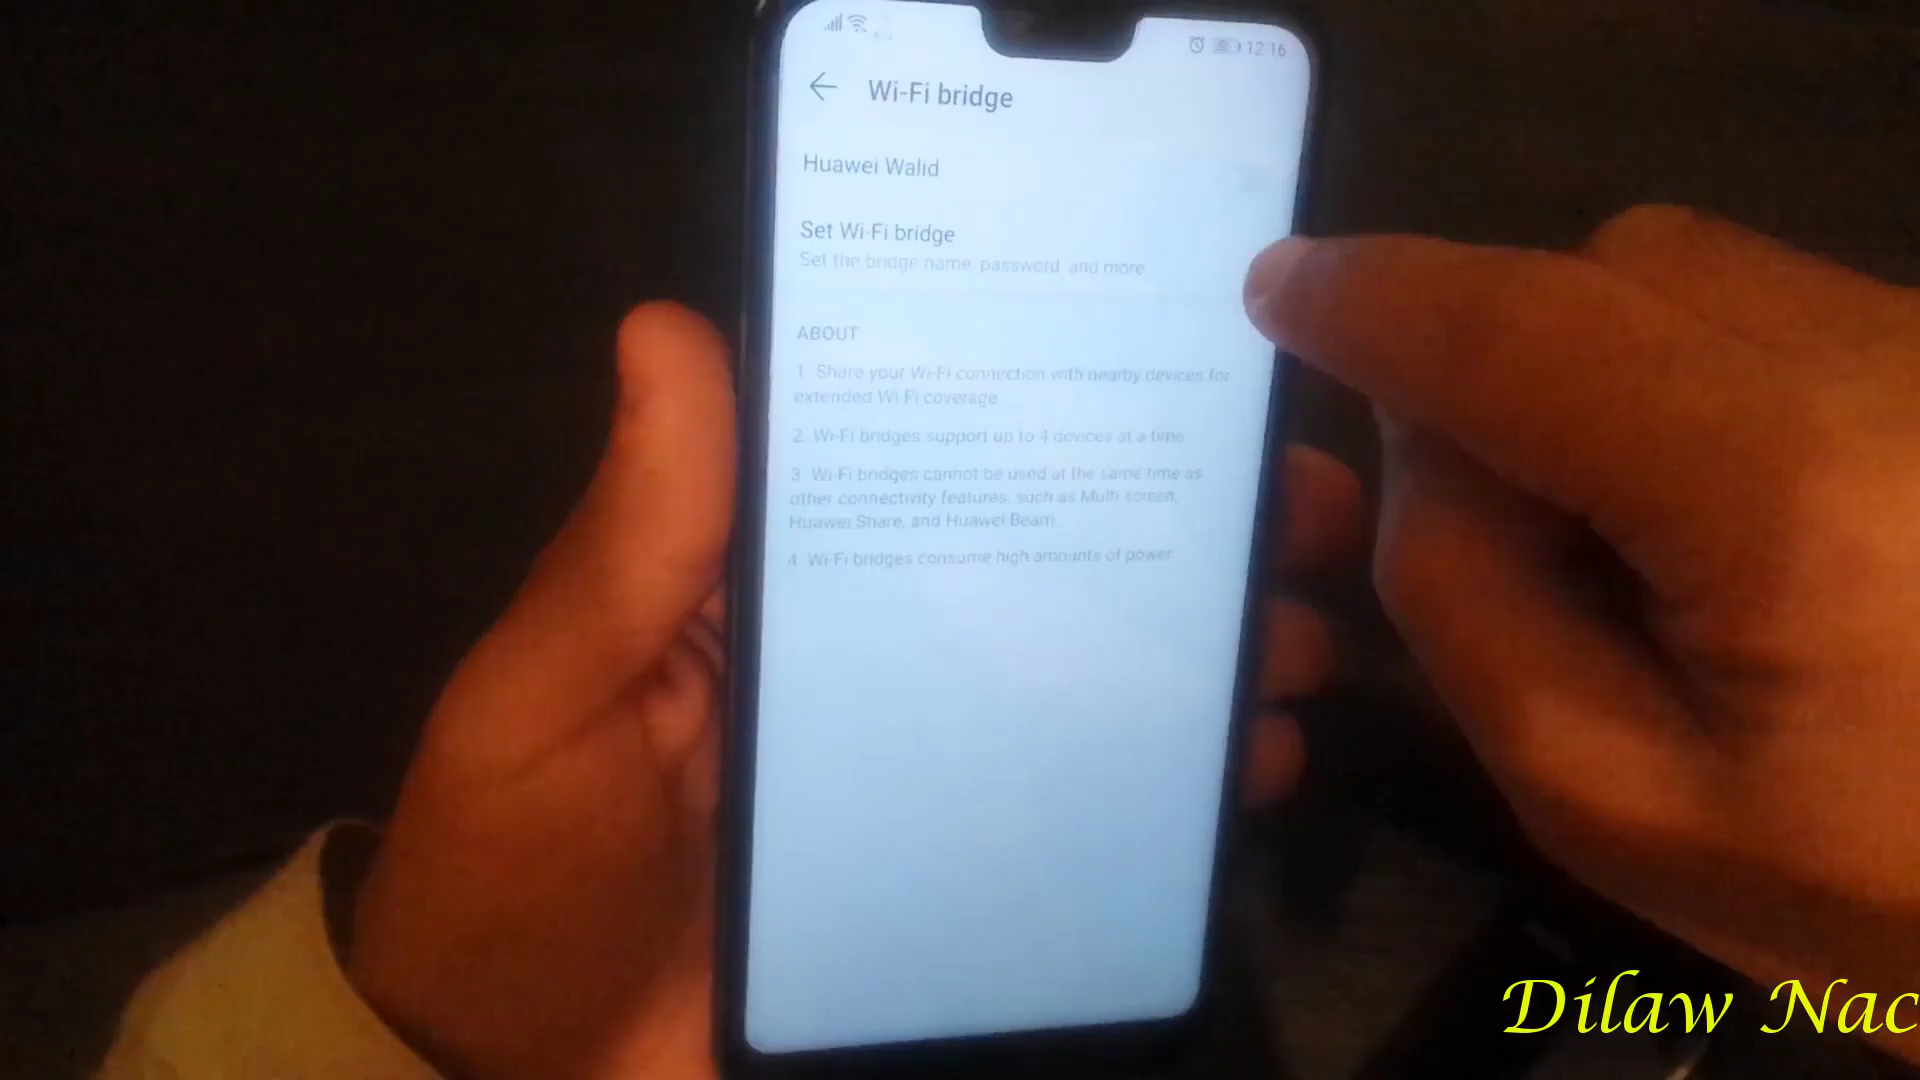 12:16
Wi-Fi bridge
Huawei Walid
Set Wi-Fi bridge
Set the bridge name, password, and more
ABOUT
1. Share your Wi-Fi connection with nearby devices for
extended Wi-Fi coverage.
2. Wi-Fi bridges support up to 4 devices at a time.
3. Wi-Fi bridges cannot be used at the same time as
other connectivity features, such as Multi-screen,
Huawei Share, and Huawei Beam.
4. Wi-Fi bridges consume high amounts of power.
Dilaw Nac